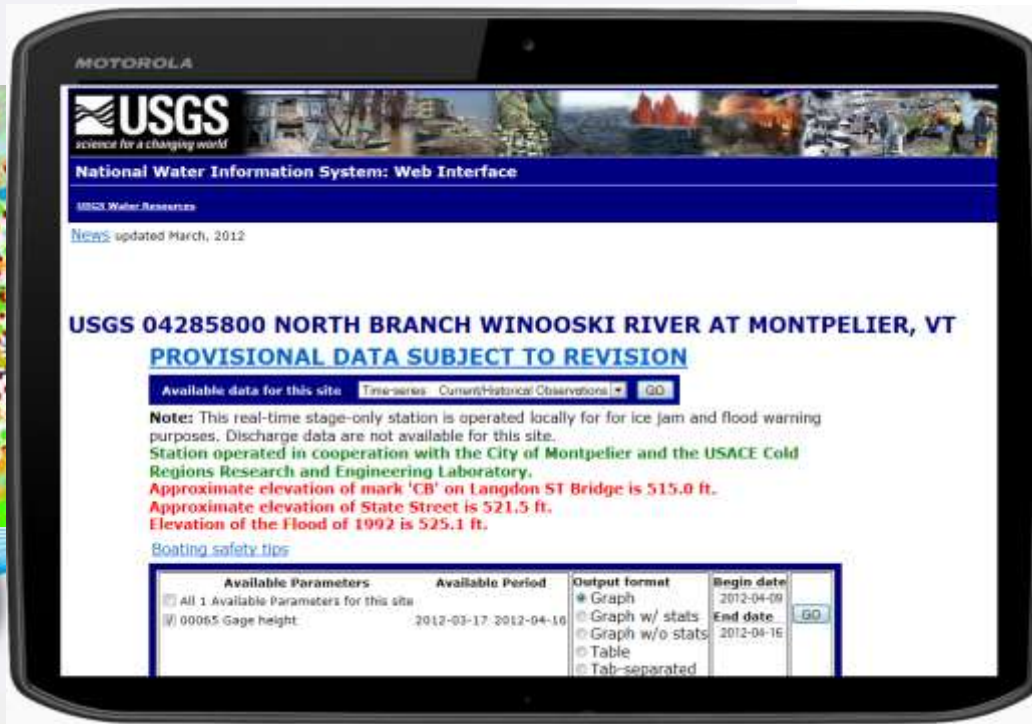 MOTOROLA
USGS
science for a changing world
National Water Information System: Web Interface
USGS Water Resources
News updated March, 2012
USGS 04285800 NORTH BRANCH WINOOSKI RIVER AT MONTPELIER, VT
PROVISIONAL DATA SUBJECT TO REVISION
Available data for this site Time-series Current/Historical Observations GO
Note: This real-time stage-only station is operated locally for for ice jam and flood warning
purposes. Discharge data are not available for this site.
Station operated in cooperation with the City of Montpelier and the USACE Cold
Regions Research and Engineering Laboratory.
Approximate elevation of mark 'CB' on Langdon ST Bridge is 515.0 ft.
Approximate elevation of State Street is 521.5 ft.
Elevation of the Flood of 1992 is 525.1 ft.
Boating safety tips
Available Parameters Available Period Output format Begin date
All 1 Available Parameters for this site Graph 2012-04-09
00065 Gage height 2012-03-17 2012-04-16 Graph w/ stats End date GO
Graph w/o stats 2012-04-16
Table
Tab-separated